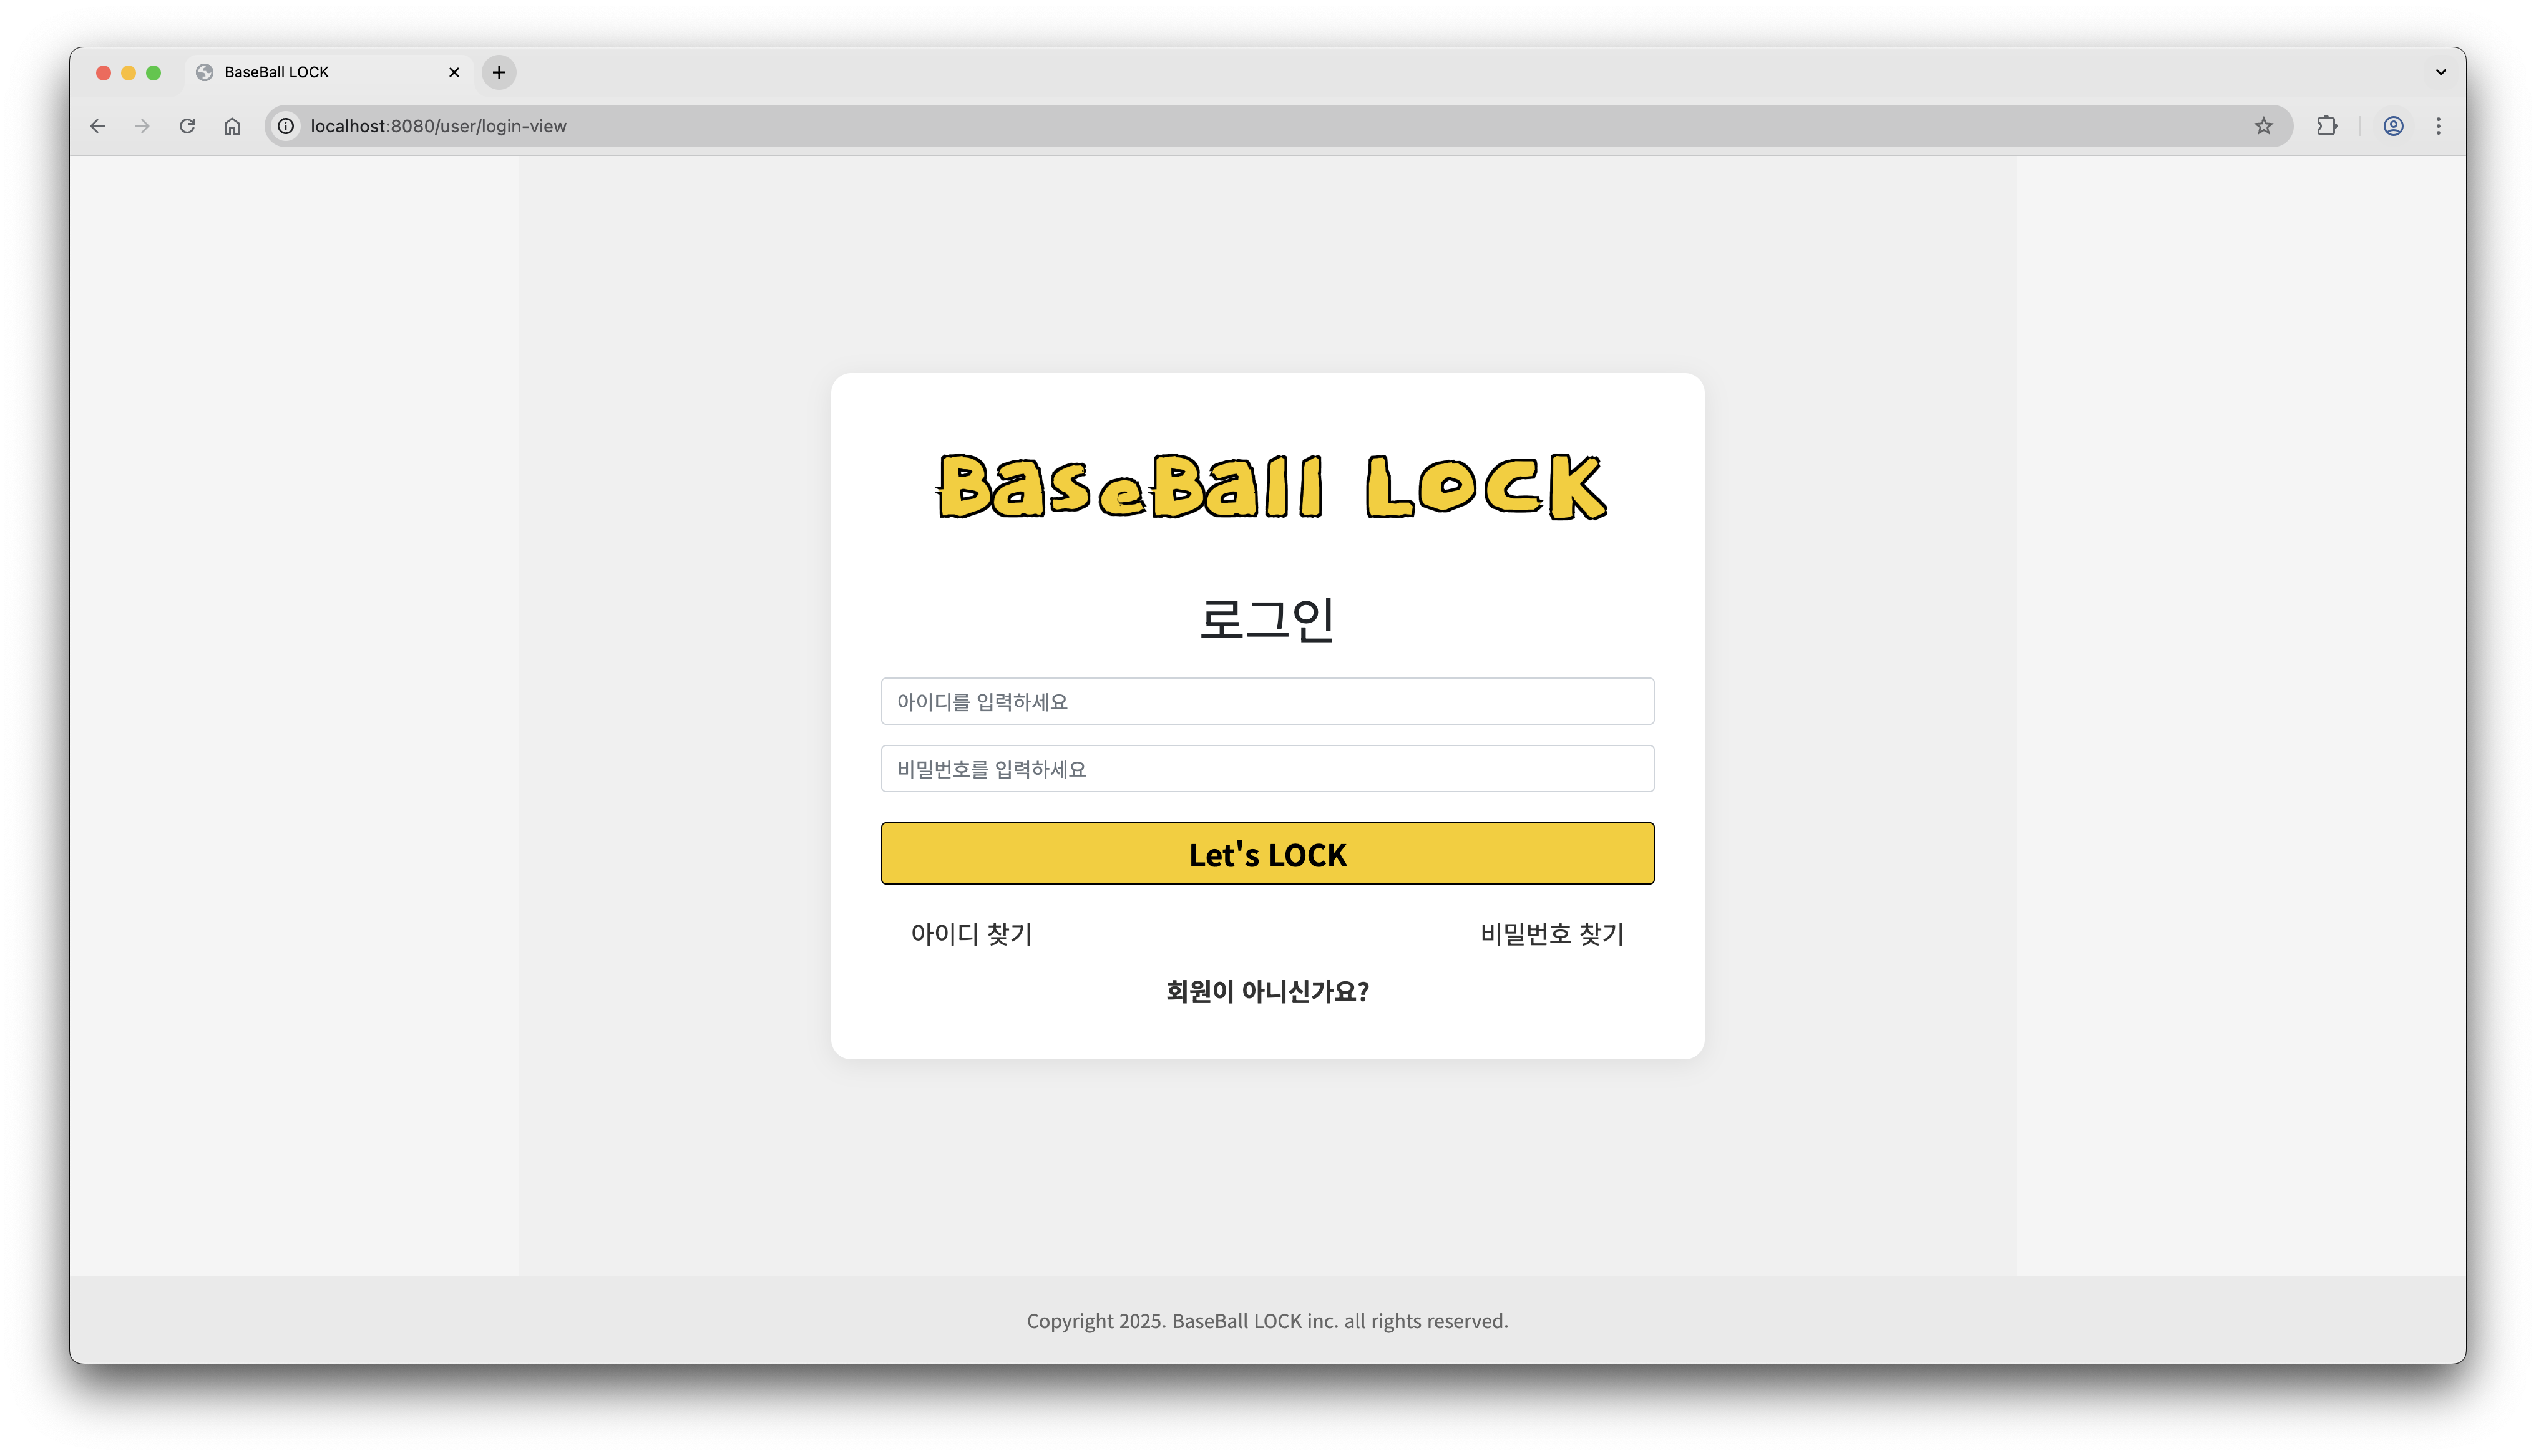 BaseBall LOCK
localhost:8080/user/login-view
BaseBall LOCK
로그인
아이디를 입력하세요
비밀번호를 입력하세요
Let's LOCK
아이디 찾기 비밀번호 찾기
회원이 아니신가요?
Copyright 2025. BaseBall LOCK inc. all rights reserved.